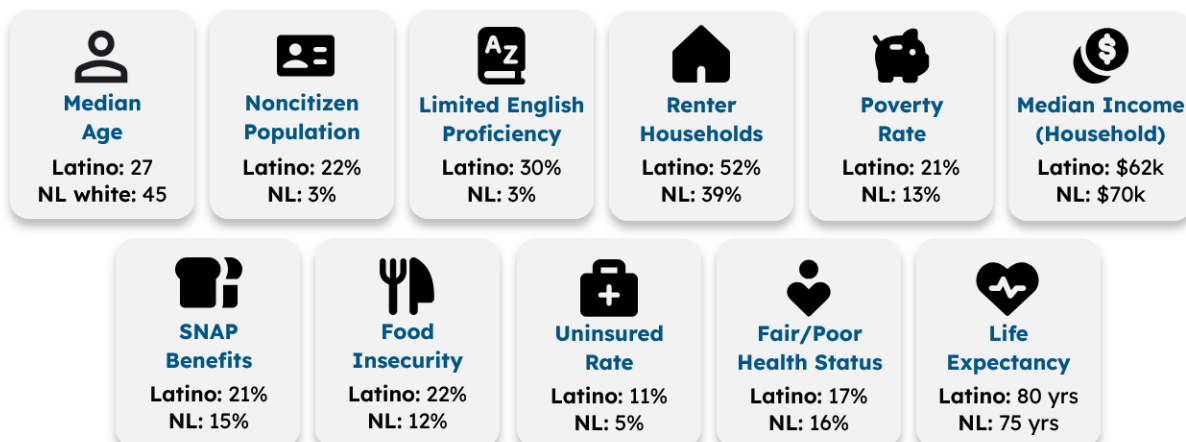 Median
Age
Latino: 27
NL white: 45
Noncitizen
Population
Latino: 22%
NL: 3%
AZ
Limited English
Proficiency
Latino: 30%
NL: 3%
Renter
Households
Latino: 52%
NL: 39%
Poverty
Rate
Latino: 21%
NL: 13%
$
Median Income
(Household)
Latino: $62k
NL: $70k
SNAP
Benefits
Latino: 21%
NL: 15%
Food
Insecurity
Latino: 22%
NL: 12%
Uninsured
Rate
Latino: 11%
NL: 5%
Fair/Poor
Health Status
Latino: 17%
NL: 16%
Life
Expectancy
Latino: 80 yrs
NL: 75 yrs